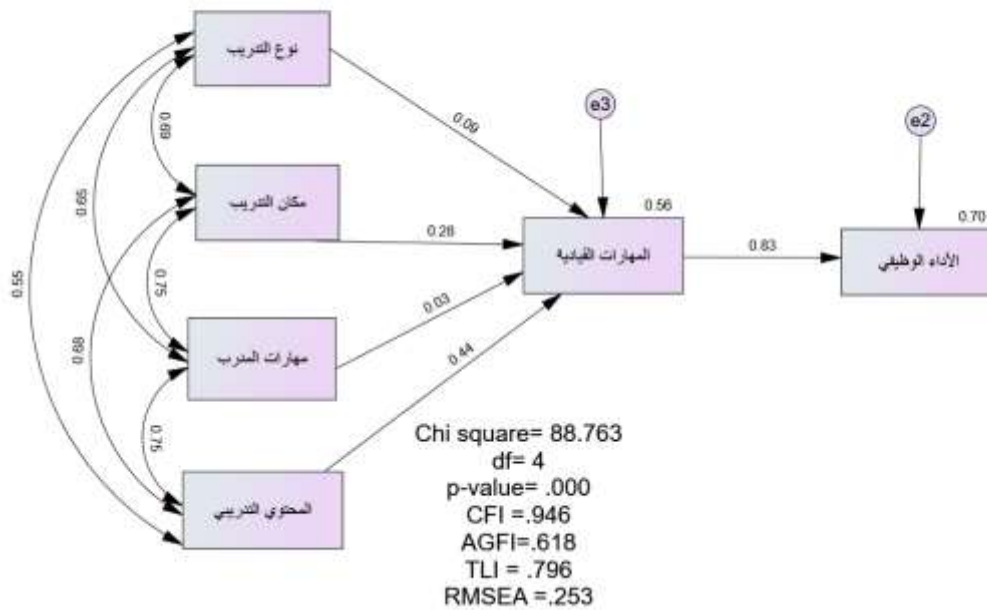 نوع التدريب
مكان التدريب
مهارات المدرب
المحتوي التدريبي
0.69
0.65
0.75
0.55
0.68
0.75
0.09
0.28
0.03
0.44
e3
0.56
المهارات القيادية
0.83
e2
0.70
الأداء الوظيفي
Chi square= 88.763
df= 4
p-value= .000
CFI =.946
AGFI=.618
TLI = .796
RMSEA =.253